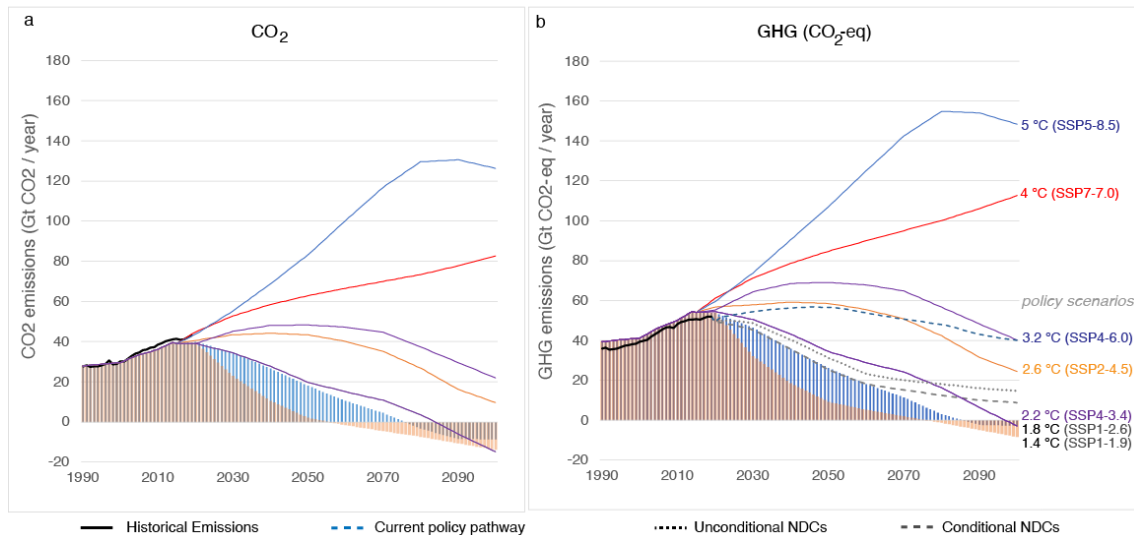 a
CO2
CO2 emissions (Gt CO2 / year)
180
160
140
120
100
80
60
40
20
0
-20
1990
2010
2030
2050
2070
2090
b
GHG (CO2-eq)
GHG emissions (Gt CO2-eq / year)
180
160
140
120
100
80
60
40
20
0
-20
1990
2010
2030
2050
2070
2090
5 °C (SSP5-8.5)
4 °C (SSP7-7.0)
policy scenarios
3.2 °C (SSP4-6.0)
2.6 °C (SSP2-4.5)
2.2 °C (SSP4-3.4)
1.8 °C (SSP1-2.6)
1.4 °C (SSP1-1.9)
Historical Emissions
Current policy pathway
Unconditional NDCs
Conditional NDCs